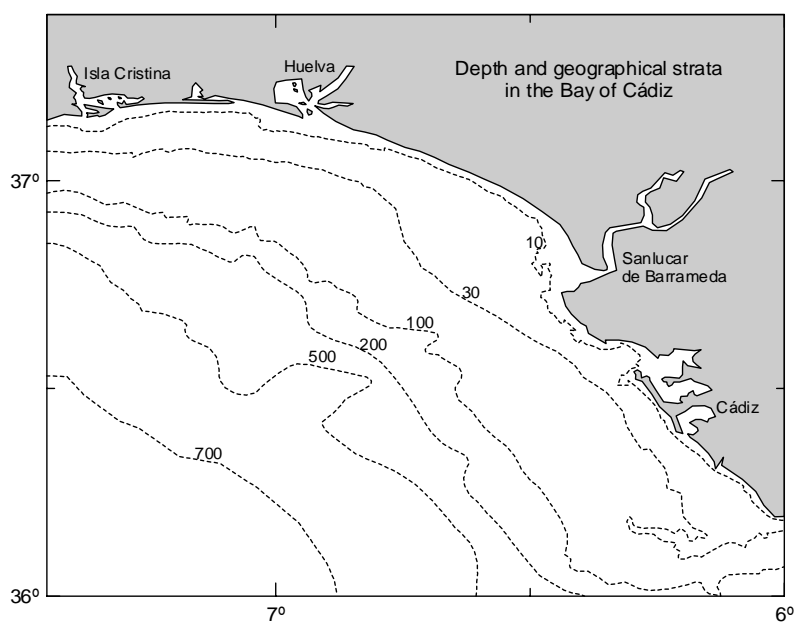 Isla Cristina
Huelva
Depth and geographical strata
in the Bay of Cádiz
37º
10
Sanlucar
de Barrameda
30
100
200
500
Cádiz
700
36º
7º
6º